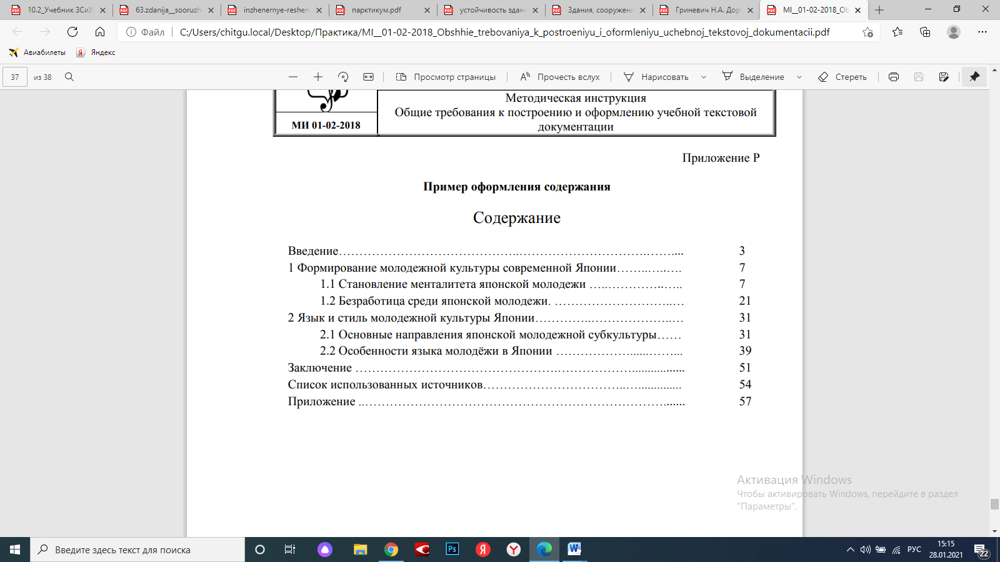 10.2_Учебник ЗСиУ
63.zdanija__sooruzh
inzhenernye-resheni
парктикум.pdf
устойчивость здани
Здания, сооружени
Гриневич Н.А. Дор
MI__01-02-2018_Ob
Файл
C:/Users/chitgu.local/Desktop/Практика/MI__01-02-2018_Obshhie_trebovaniya_k_postroeniyu_i_oformleniyu_uchebnoj_tekstovoj_dokumentacii.pdf
Авиабилеты
Яндекс
37 из 38
Просмотр страницы
Прочесть вслух
Нарисовать
Выделение
Стереть
Методическая инструкция
Общие требования к построению и оформлению учебной текстовой
документации
МИ 01-02-2018
Приложение Р
Пример оформления содержания
Содержание
Введение……………………………………..………………………….……... 3
1 Формирование молодежной культуры современной Японии……..….….. 7
1.1 Становление менталитета японской молодежи …..…………..….. 7
1.2 Безработица среди японской молодежи. ………………………..… 21
2 Язык и стиль молодежной культуры Японии…………..………………..… 31
2.1 Основные направления японской молодежной субкультуры…… 31
2.2 Особенности языка молодёжи в Японии ………………......……... 39
Заключение ………………………………………….………………................. 51
Список использованных источников……………………………..…............... 54
Приложение ..………………………………………………………………....... 57
Активация Windows
Чтобы активировать Windows, перейдите в раздел
"Параметры".
Введите здесь текст для поиска
РУС
15:15
28.01.2021
22